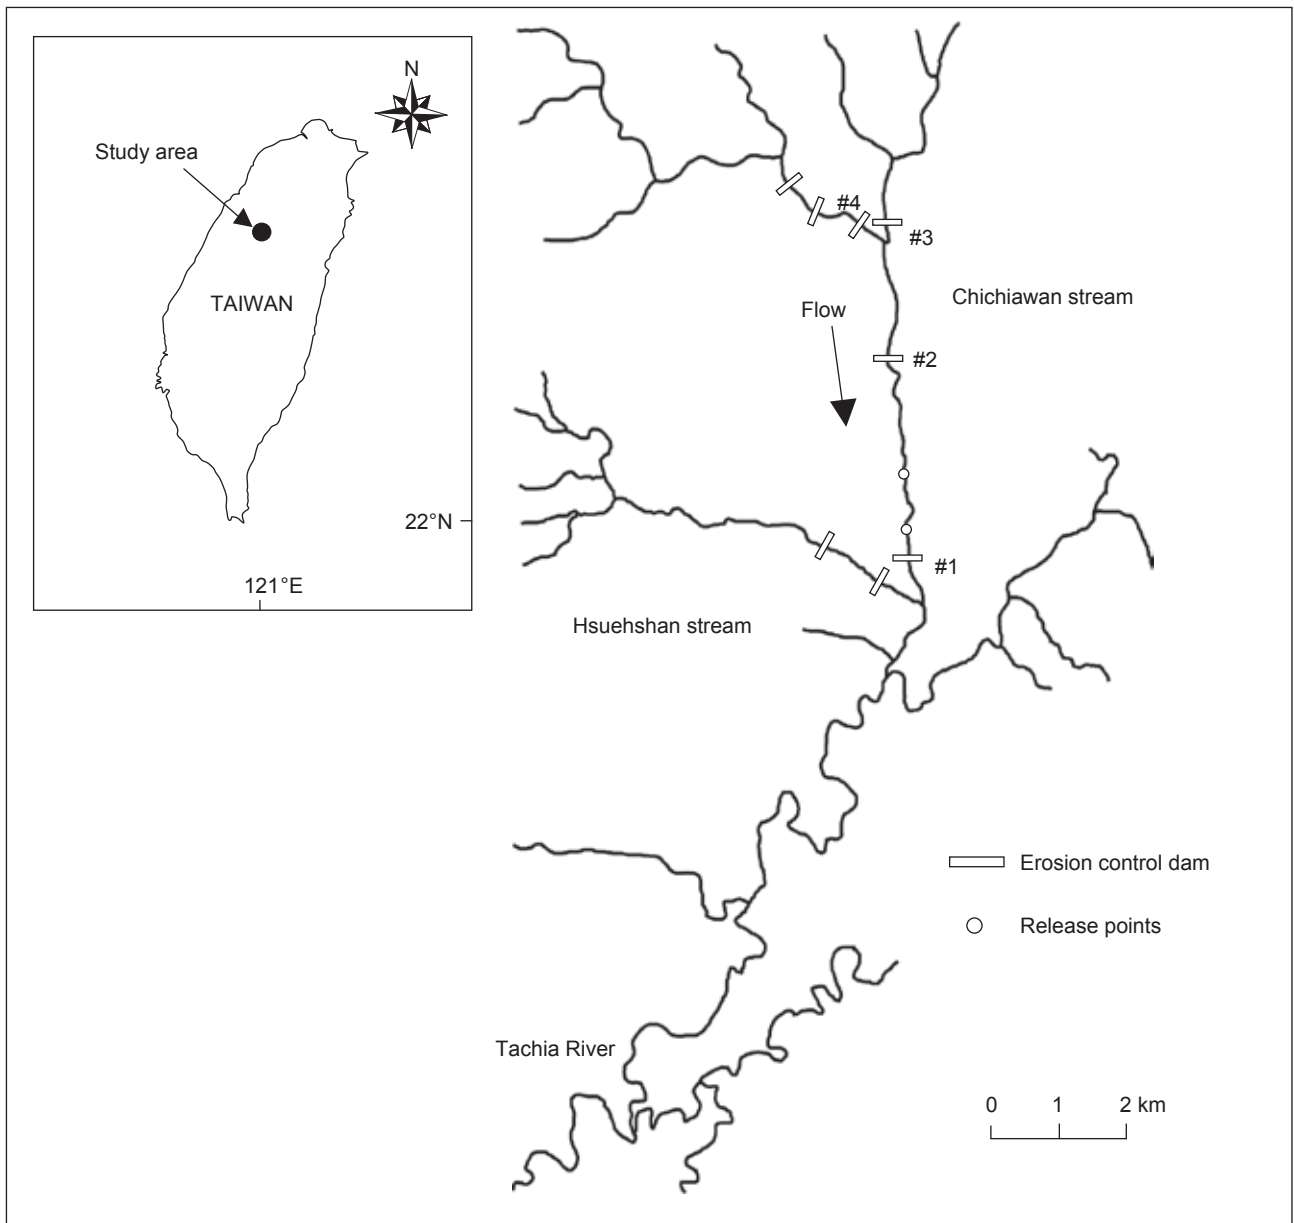 N
Study area
TAIWAN
22°N
121°E
#4
#3
Chichiawan stream
Flow
#2
#1
Hsuehshan stream
Erosion control dam
Release points
Tachia River
0 1 2 km